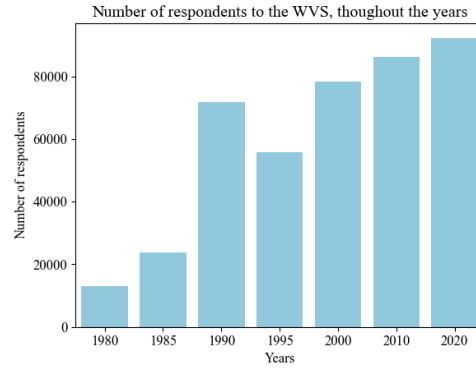 Number of respondents to the WVS, thoughout the years
Number of respondents
80000
60000
40000
20000
0
1980 1985 1990 1995 2000 2010 2020
Years